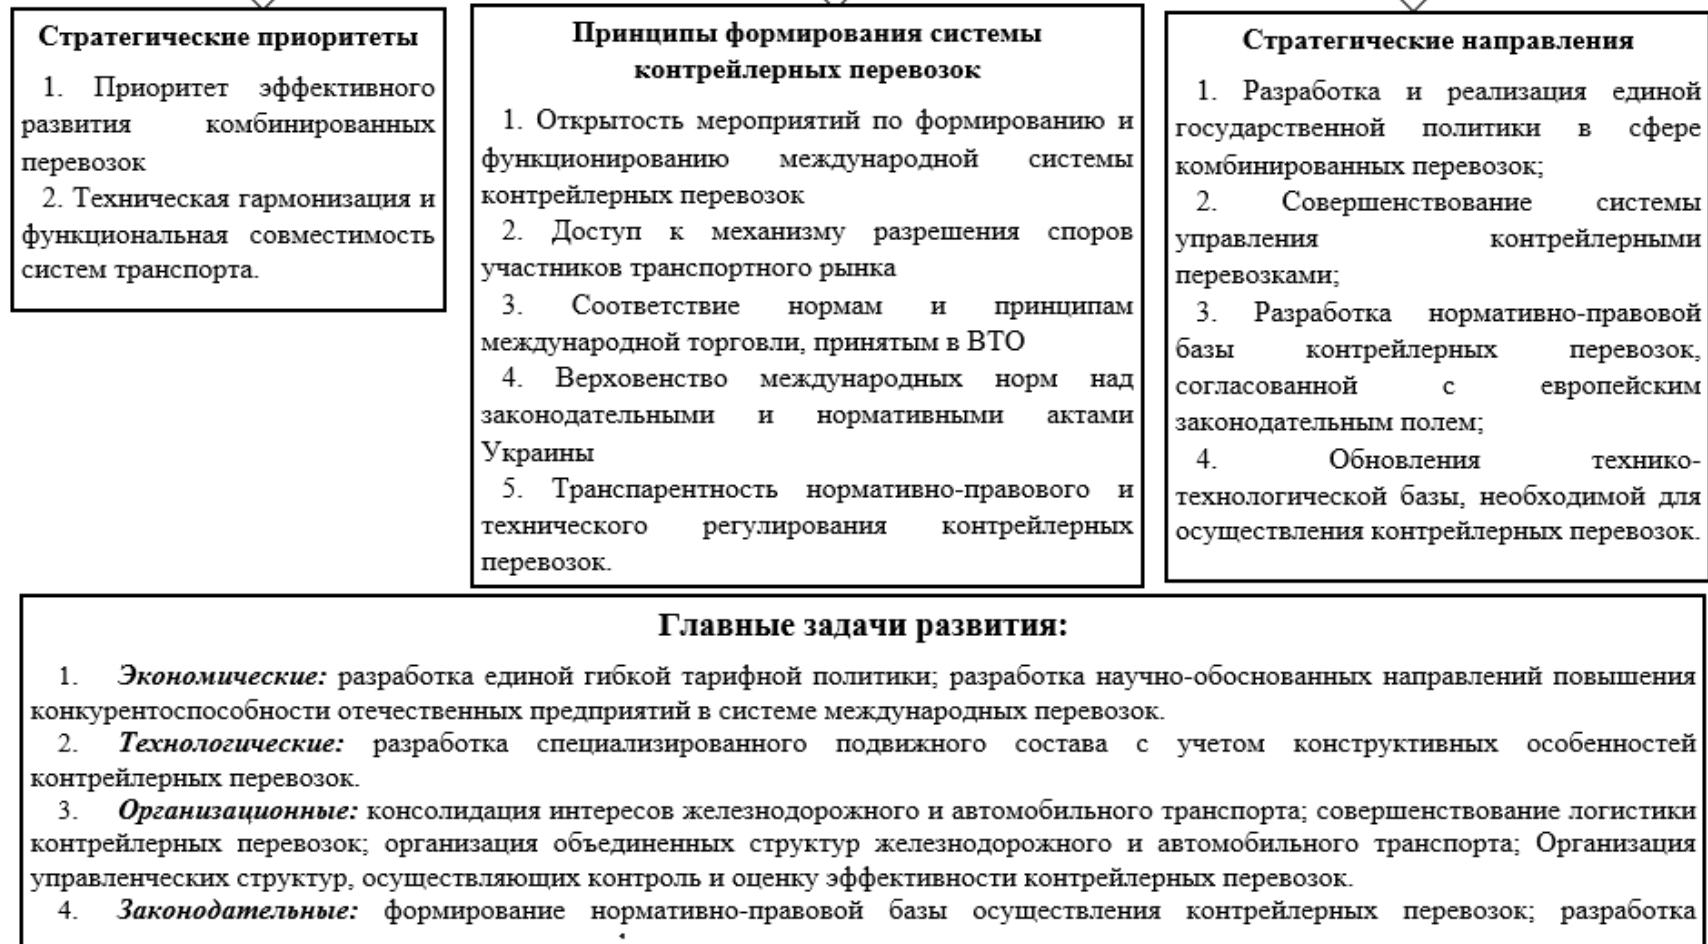 Стратегические приоритеты
1. Приоритет эффективного
развития комбинированных
перевозок
2. Техническая гармонизация и
функциональная совместимость
систем транспорта.
Принципы формирования системы
контрейлерных перевозок
1. Открытость мероприятий по формированию и
функционированию международной системы
контрейлерных перевозок
2. Доступ к механизму разрешения споров
участников транспортного рынка
3. Соответствие нормам и принципам
международной торговли, принятым в ВТО
4. Верховенство международных норм над
законодательными и нормативными актами
Украины
5. Транспарентность нормативно-правового и
технического регулирования контрейлерных
перевозок.
Стратегические направления
1. Разработка и реализация единой
государственной политики в сфере
комбинированных перевозок;
2. Совершенствование системы
управления контрейлерными
перевозками;
3. Разработка нормативно-правовой
базы контрейлерных перевозок,
согласованной с европейским
законодательным полем;
4. Обновления технико-
технологической базы, необходимой для
осуществления контрейлерных перевозок.
Главные задачи развития:
1. Экономические: разработка единой гибкой тарифной политики; разработка научно-обоснованных направлений повышения
конкурентоспособности отечественных предприятий в системе международных перевозок.
2. Технологические: разработка специализированного подвижного состава с учетом конструктивных особенностей
контрейлерных перевозок.
3. Организационные: консолидация интересов железнодорожного и автомобильного транспорта; совершенствование логистики
контрейлерных перевозок; организация объединенных структур железнодорожного и автомобильного транспорта; Организация
управленческих структур, осуществляющих контроль и оценку эффективности контрейлерных перевозок.
4. Законодательные: формирование нормативно-правовой базы осуществления контрейлерных перевозок; разработка